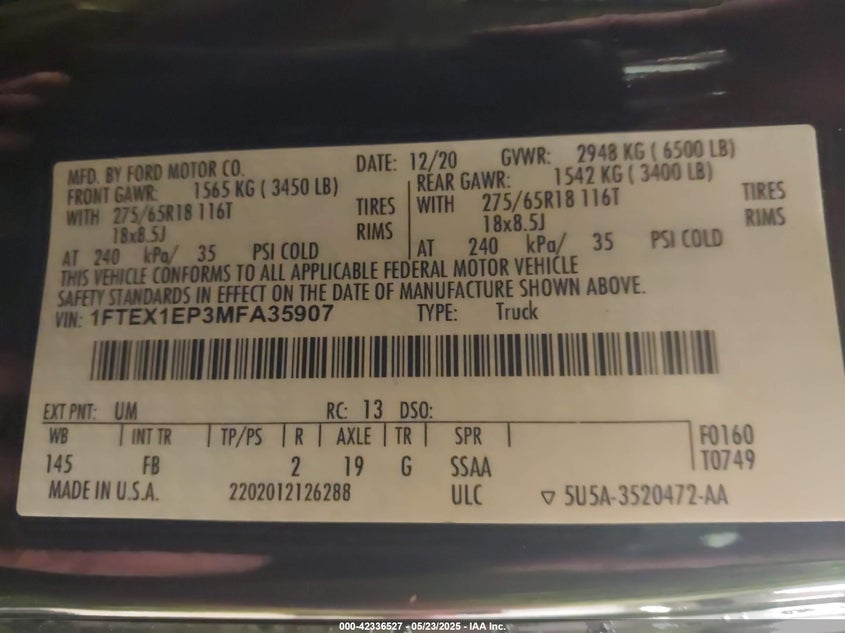 MFD. BY FORD MOTOR CO. DATE: 12/20 GVWR: 2948 KG ( 6500 LB)
FRONT GAWR: 1565 KG ( 3450 LB) REAR GAWR: 1542 KG ( 3400 LB)
WITH 275/65R18 116T TIRES WITH 275/65R18 116T TIRES
18x8.5J RIMS 18x8.5J RIMS
AT 240 kPa/ 35 PSI COLD AT 240 kPa/ 35 PSI COLD
THIS VEHICLE CONFORMS TO ALL APPLICABLE FEDERAL MOTOR VEHICLE
SAFETY STANDARDS IN EFFECT ON THE DATE OF MANUFACTURE SHOWN ABOVE.
VIN: 1FTEX1EP3MFA35907 TYPE: Truck
EXT PNT: UM RC: 13 DSO:
WB INT TR TP/PS R AXLE TR SPR F0160
145 FB 2 19 G SSAA T0749
MADE IN U.S.A. 2202012126288 ULC ▽ 5U5A-3520472-AA
000-42336527 - 05/23/2025 - IAA Inc.